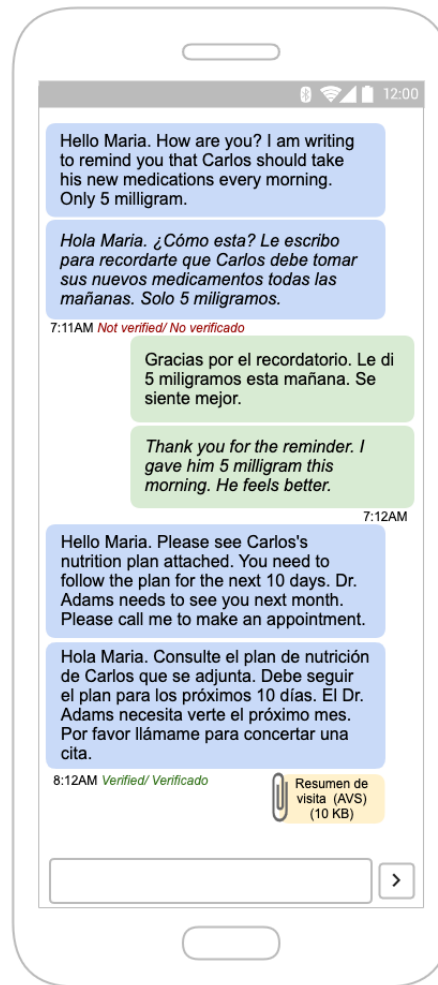 12:00
Hello Maria. How are you? I am writing
to remind you that Carlos should take
his new medications every morning.
Only 5 milligram.
Hola Maria. ¿Cómo esta? Le escribo
para recordarte que Carlos debe tomar
sus nuevos medicamentos todas las
mañanas. Solo 5 miligramos.
7:11AM Not verified/ No verificado
Gracias por el recordatorio. Le di
5 miligramos esta mañana. Se
siente mejor.
Thank you for the reminder. I
gave him 5 milligram this
morning. He feels better.
7:12AM
Hello Maria. Please see Carlos's
nutrition plan attached. You need to
follow the plan for the next 10 days. Dr.
Adams needs to see you next month.
Please call me to make an appointment.
Hola Maria. Consulte el plan de nutrición
de Carlos que se adjunta. Debe seguir
el plan para los próximos 10 días. El Dr.
Adams necesita verte el próximo mes.
Por favor llámame para concertar una
cita.
8:12AM Verified/ Verificado
Resumen de
visita (AVS)
(10 KB)